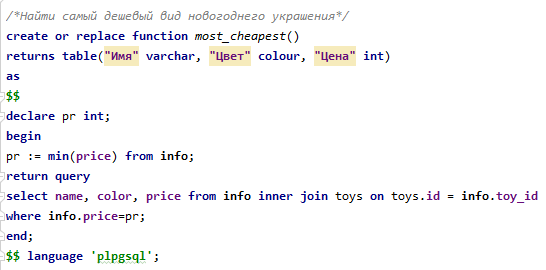 /*Найти самый дешевый вид новогоднего украшения*/
create or replace function most_cheapest()
returns table("Имя" varchar, "Цвет" colour, "Цена" int)
as
$$
declare pr int;
begin
pr := min(price) from info;
return query
select name, color, price from info inner join toys on toys.id = info.toy_id
where info.price=pr;
end;
$$ language 'plpgsql';